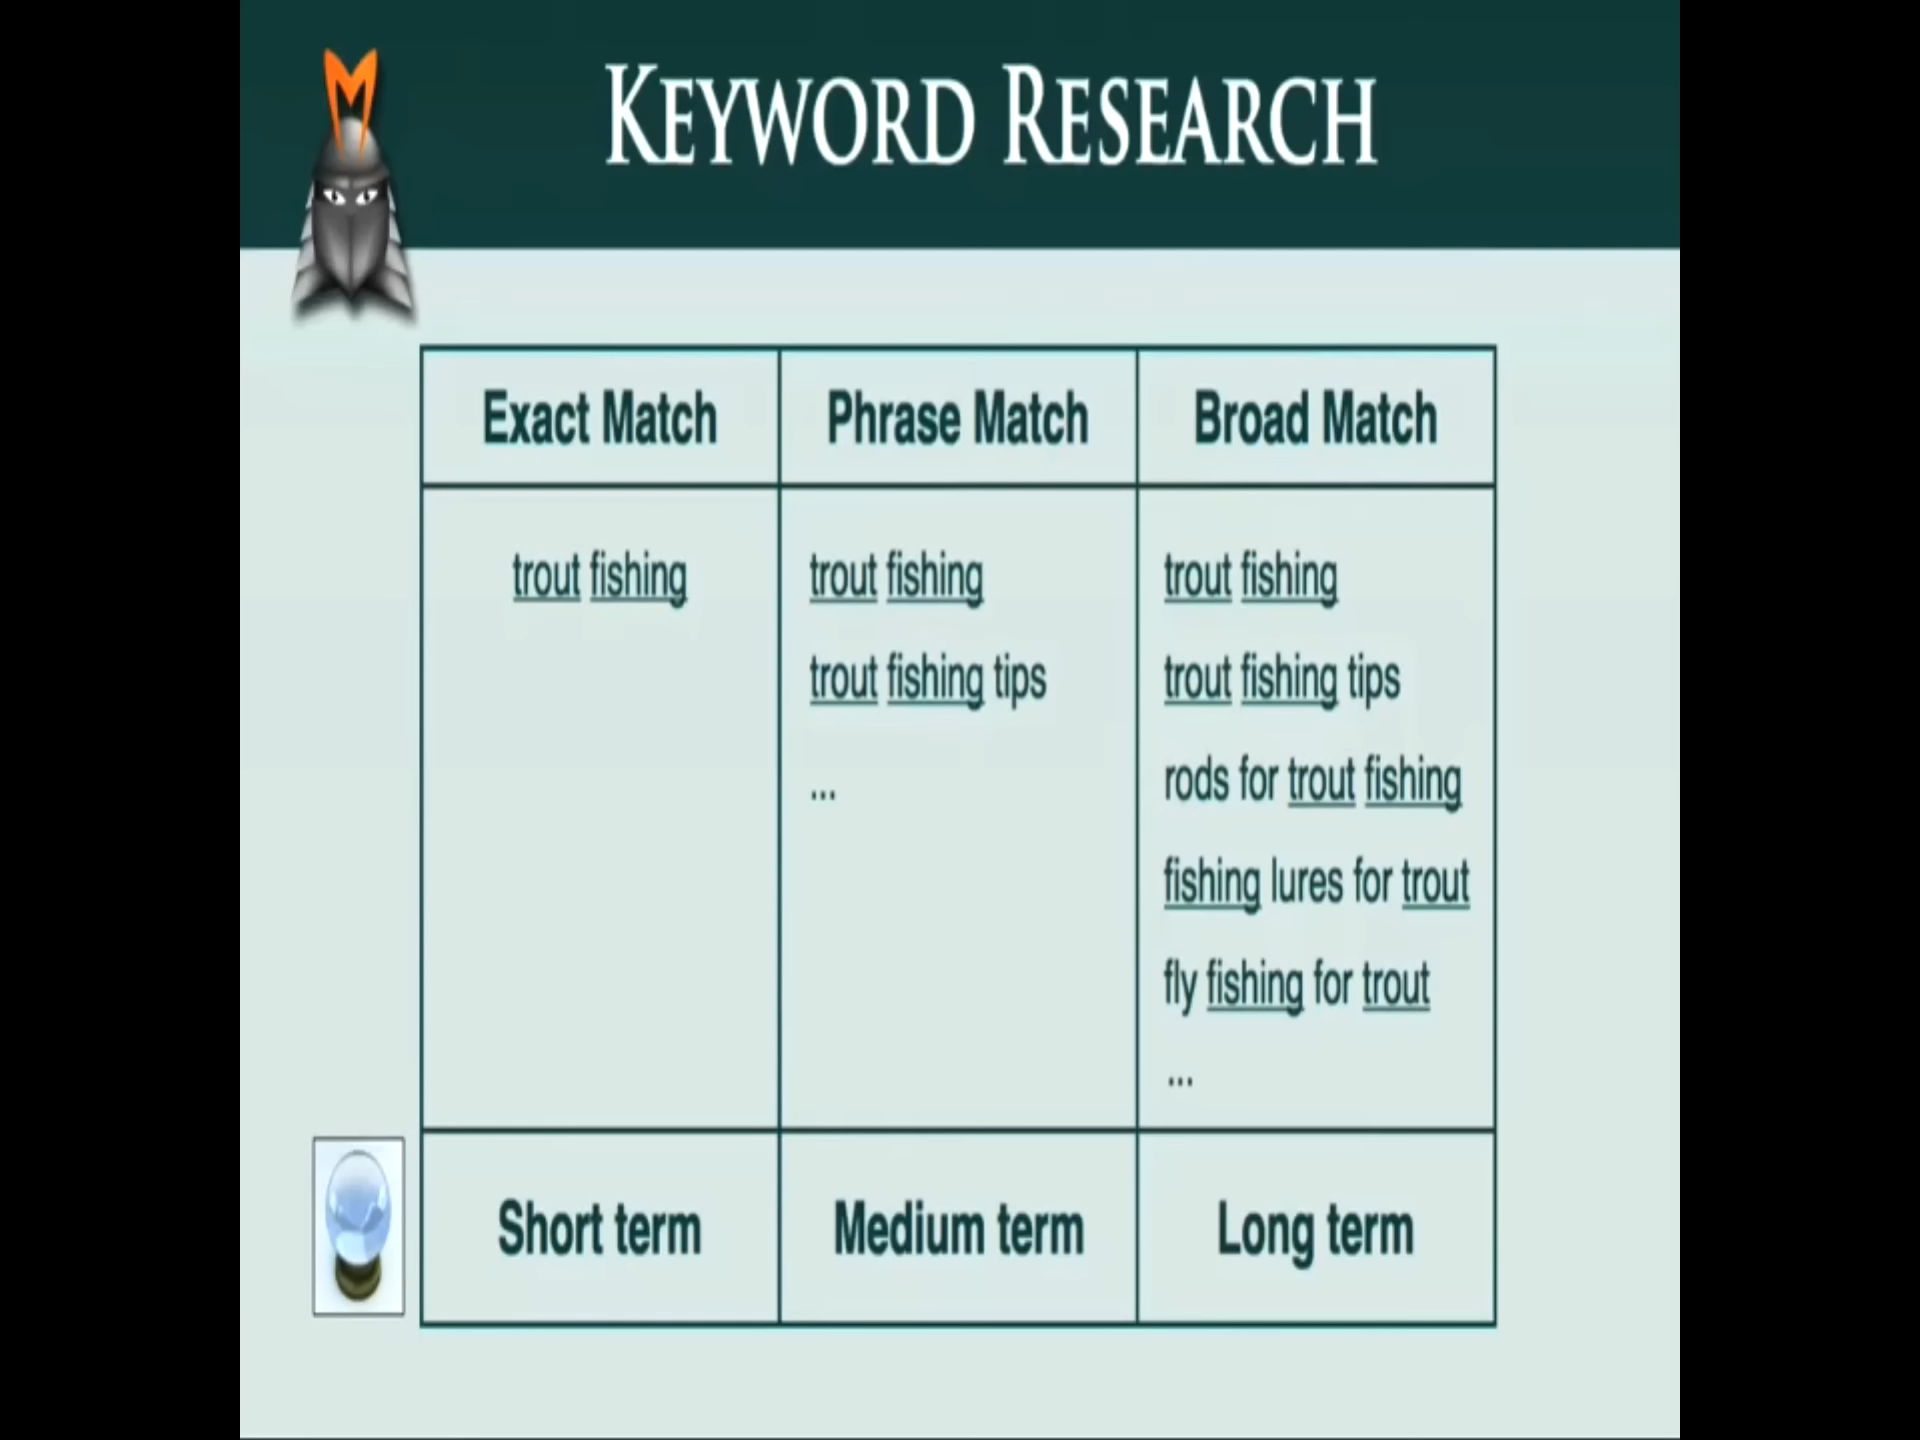 KEYWORD RESEARCH
Exact Match
Phrase Match
Broad Match
trout fishing
trout fishing
trout fishing tips
...
trout fishing
trout fishing tips
rods for trout fishing
fishing lures for trout
fly fishing for trout
...
Short term
Medium term
Long term